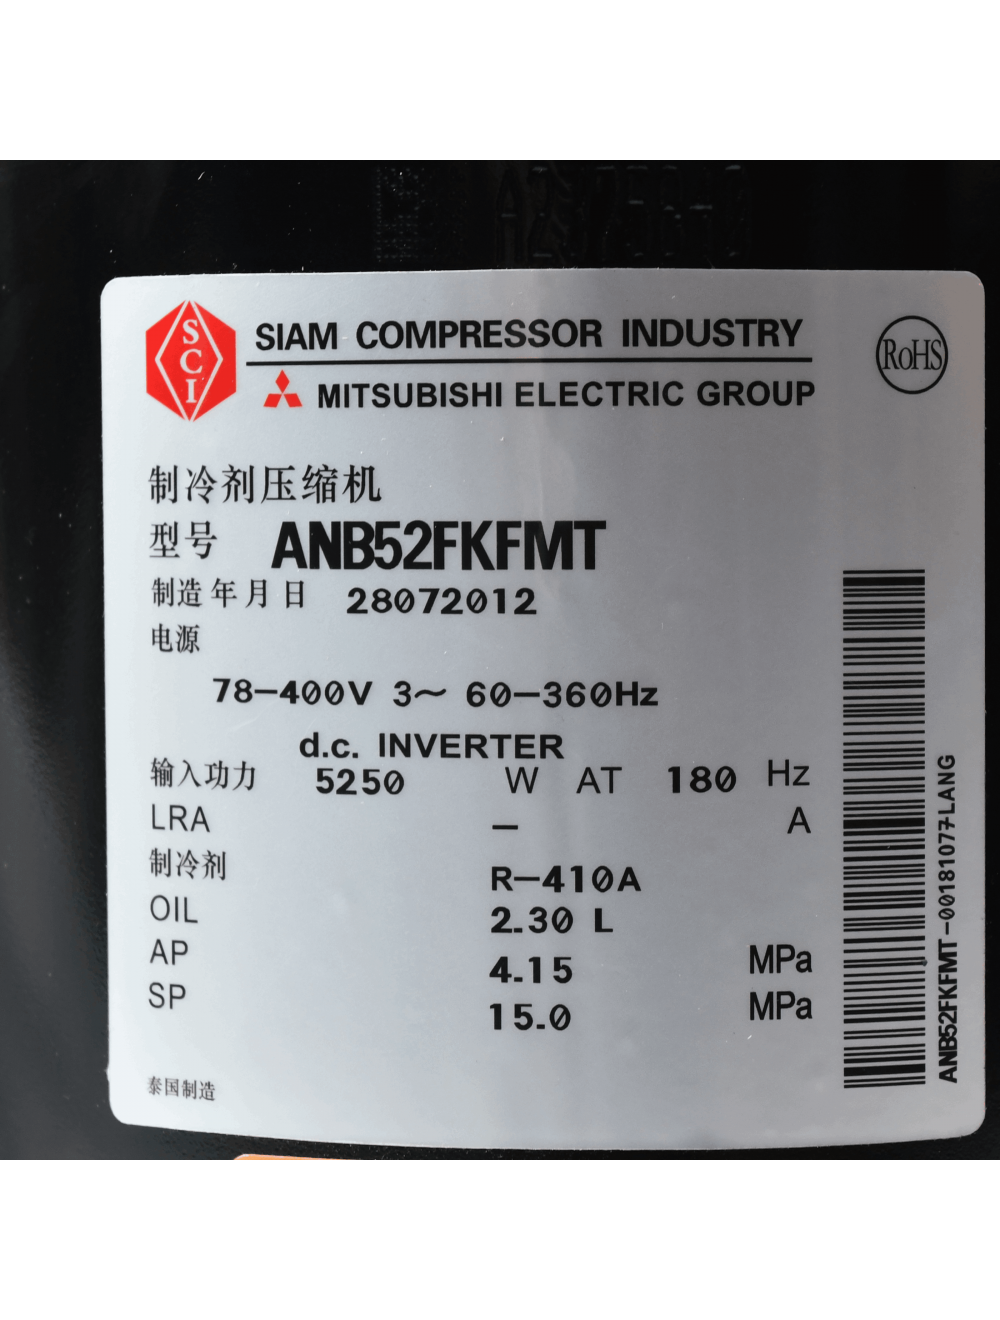 SCI
SIAM COMPRESSOR INDUSTRY
MITSUBISHI ELECTRIC GROUP
RoHS
制冷剂压缩机
型号 ANB52FKFMT
制造年月日 28072012
电源
78-400V 3~ 60-360Hz
d.c. INVERTER
输入功力 5250 W AT 180 Hz
LRA - A
制冷剂 R-410A
OIL 2.30 L
AP 4.15 MPa
SP 15.0 MPa
泰国制造
ANB52FKFMT-00181077LANG